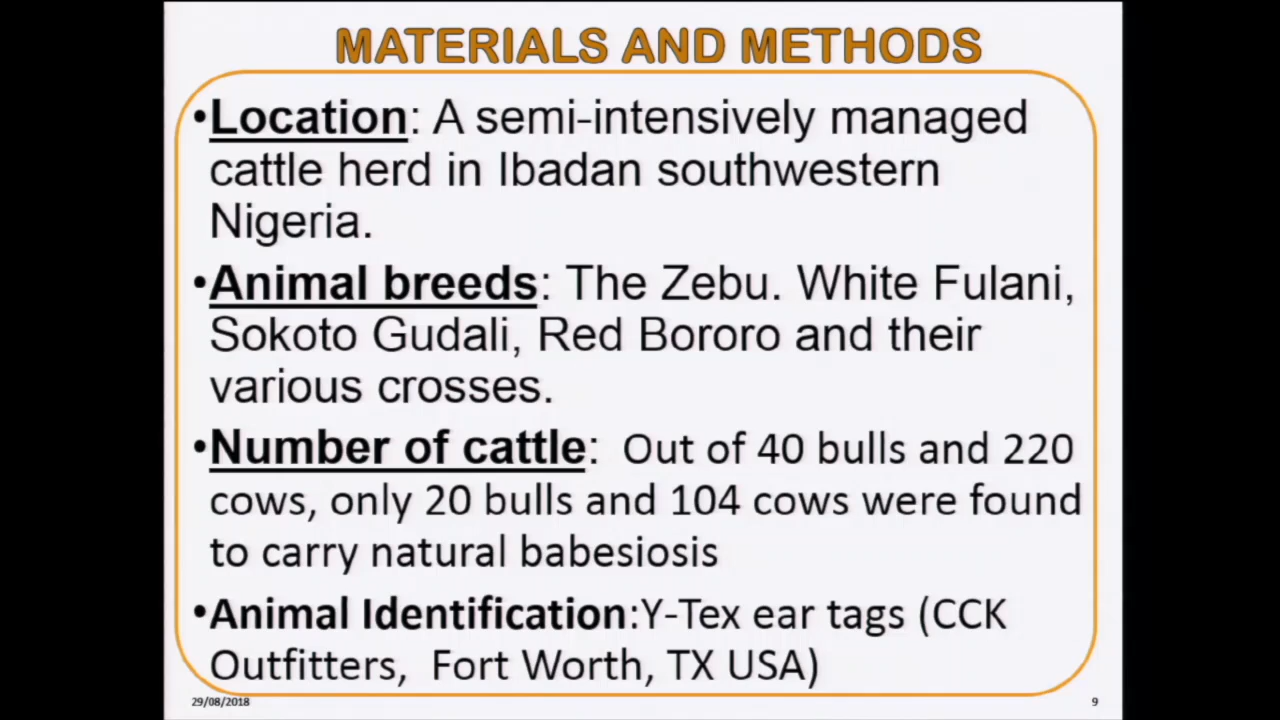 MATERIALS AND METHODS
•Location: A semi-intensively managed
cattle herd in Ibadan southwestern
Nigeria.
•Animal breeds: The Zebu. White Fulani,
Sokoto Gudali, Red Bororo and their
various crosses.
•Number of cattle: Out of 40 bulls and 220
cows, only 20 bulls and 104 cows were found
to carry natural babesiosis
•Animal Identification:Y-Tex ear tags (CCK
Outfitters, Fort Worth, TX USA)
29/08/2018
9